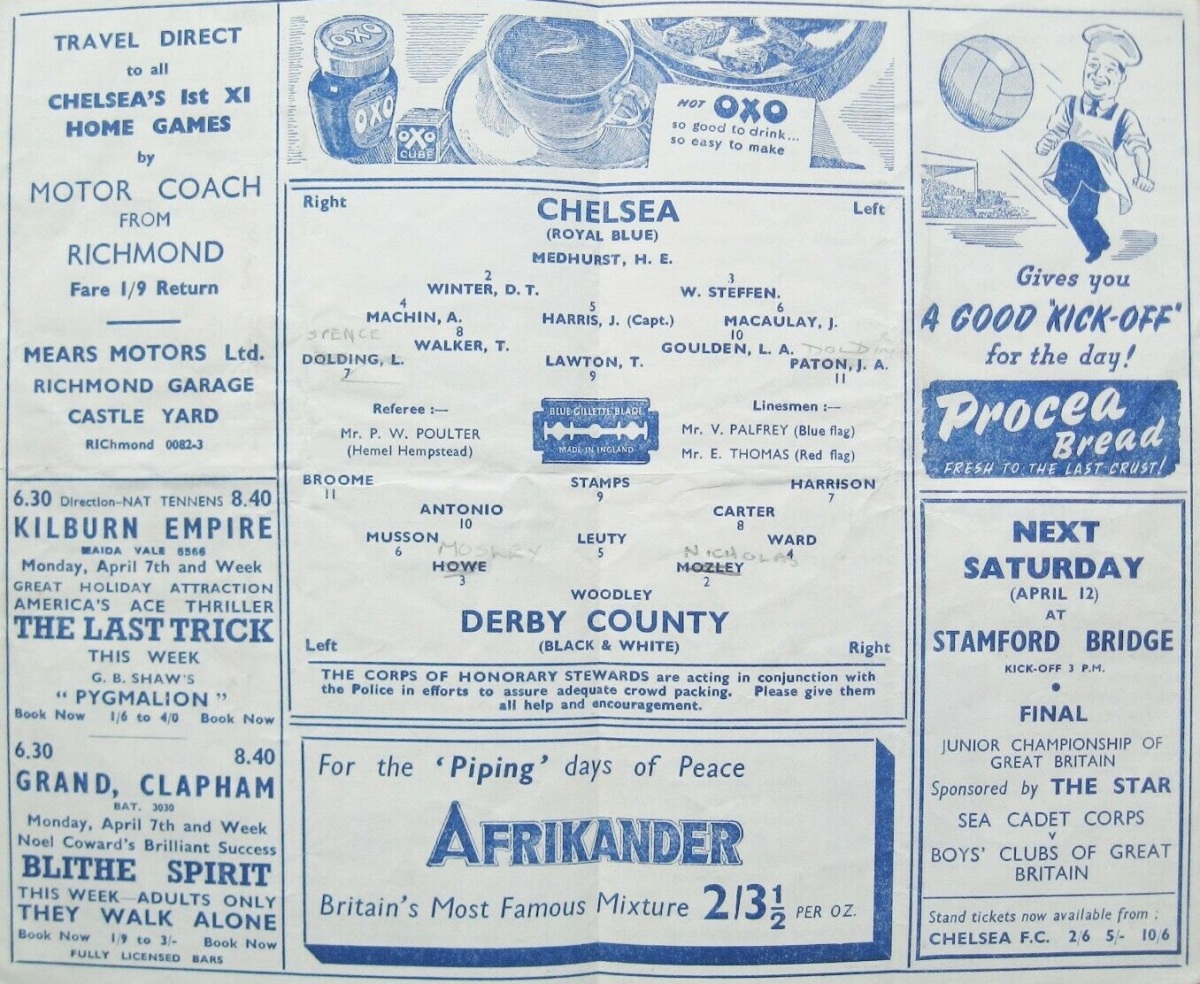 TRAVEL DIRECT
to all
CHELSEA'S 1st XI
HOME GAMES
by
MOTOR COACH
FROM
RICHMOND
Fare 1/9 Return
MEARS MOTORS Ltd.
RICHMOND GARAGE
CASTLE YARD
RIChmond 0082-3
6.30 Direction-NAT TENNENS 8.40
KILBURN EMPIRE
MAIDA VALE 6566
Monday, April 7th and Week
GREAT HOLIDAY ATTRACTION
AMERICA'S ACE THRILLER
THE LAST TRICK
THIS WEEK
G. B. SHAW'S
"PYGMALION"
Book Now 1/6 to 4/0 Book Now
6.30 8.40
GRAND, CLAPHAM
BAT. 3030
Monday, April 7th and Week
Noel Coward's Brilliant Success
BLITHE SPIRIT
THIS WEEK—ADULTS ONLY
THEY WALK ALONE
Book Now 1/9 to 3/- Book Now
FULLY LICENSED BARS
OXO
OXO
OXO
CUBE
HOT OXO
so good to drink...
so easy to make
Right CHELSEA Left
(ROYAL BLUE)
MEDHURST, H. E.
2 3
WINTER, D. T. W. STEFFEN.
4 5 6
MACHIN, A. HARRIS, J. (Capt.) MACAULAY, J.
SPENCE 8 10
WALKER, T. GOULDEN, L. A. DOLDING
DOLDING, L. LAWTON, T. PATON, J. A.
7 9 11
Referee :— Linesmen :—
Mr. P. W. POULTER Mr. V. PALFREY (Blue flag)
(Hemel Hempstead) Mr. E. THOMAS (Red flag)
BLUE GILLETTE BLADE
MADE IN ENGLAND
BROOME STAMPS HARRISON
11 9 7
ANTONIO CARTER
10 8
MUSSON LEUTY WARD
6 5 4
NICHOLAS
HOWE MOZLEY
3 2
WOODLEY
DERBY COUNTY
Left (BLACK & WHITE) Right
THE CORPS OF HONORARY STEWARDS are acting in conjunction with
the Police in efforts to assure adequate crowd packing. Please give them
all help and encouragement.
For the 'Piping' days of Peace
AFRIKANDER
Britain's Most Famous Mixture 2/3½ PER OZ.
Gives you
A GOOD "KICK-OFF"
for the day!
Procea
Bread
FRESH TO THE LAST CRUST!
NEXT
SATURDAY
(APRIL 12)
AT
STAMFORD BRIDGE
KICK-OFF 3 P.M.
•
FINAL
JUNIOR CHAMPIONSHIP OF
GREAT BRITAIN
Sponsored by THE STAR
SEA CADET CORPS
v
BOYS' CLUBS OF GREAT
BRITAIN
Stand tickets now available from :
CHELSEA F.C. 2/6 5/- 10/6